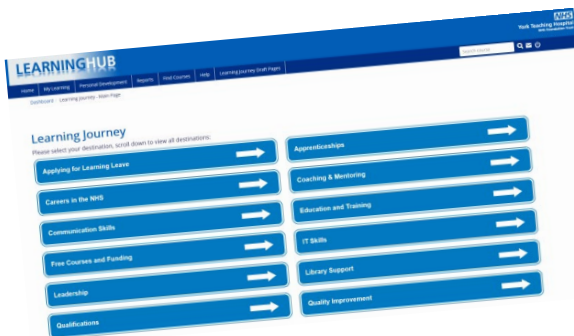 NHS
York Teaching Hospital
NHS Foundation Trust
LEARNINGHUB
Home My Learning Personal Development Reports Find Courses Help Learning Journey Draft Pages
Search courses
Dashboard Learning Journey - Main Page
Learning Journey
Please select your destination, scroll down to view all destinations:
Applying for Learning Leave
Apprenticeships
Careers in the NHS
Coaching & Mentoring
Communication Skills
Education and Training
Free Courses and Funding
IT Skills
Leadership
Library Support
Qualifications
Quality Improvement